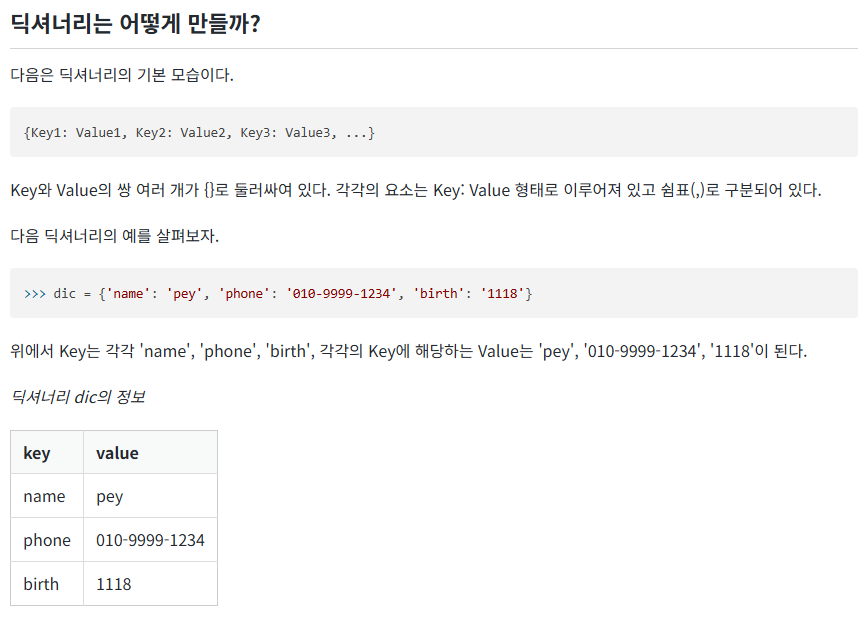 딕셔너리는 어떻게 만들까?
다음은 딕셔너리의 기본 모습이다.
{Key1: Value1, Key2: Value2, Key3: Value3, ...}
Key와 Value의 쌍 여러 개가 {}로 둘러싸여 있다. 각각의 요소는 Key: Value 형태로 이루어져 있고 쉼표(,)로 구분되어 있다.
다음 딕셔너리의 예를 살펴보자.
>>> dic = {'name': 'pey', 'phone': '010-9999-1234', 'birth': '1118'}
위에서 Key는 각각 'name', 'phone', 'birth', 각각의 Key에 해당하는 Value는 'pey', '010-9999-1234', '1118'이 된다.
딕셔너리 dic의 정보
key value
name pey
phone 010-9999-1234
birth 1118